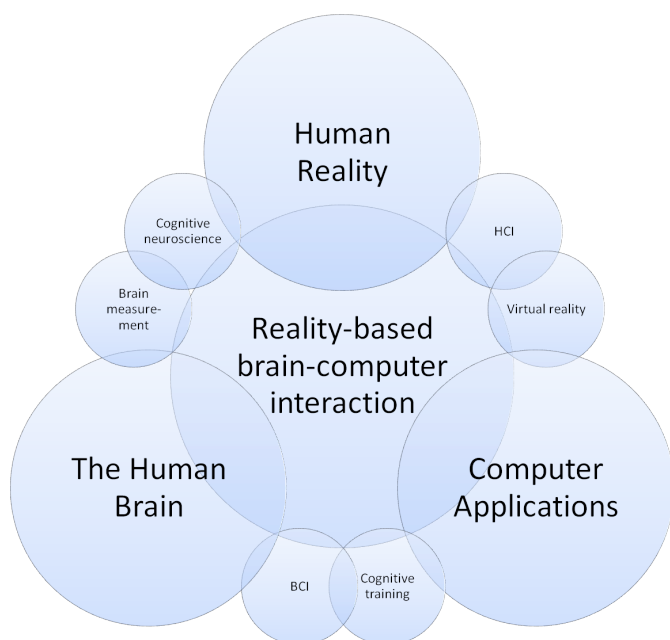 Human
Reality
Cognitive
neuroscience
HCI
Brain
measure-
ment
Virtual reality
Reality-based
brain-computer
interaction
The Human
Brain
Computer
Applications
BCI
Cognitive
training